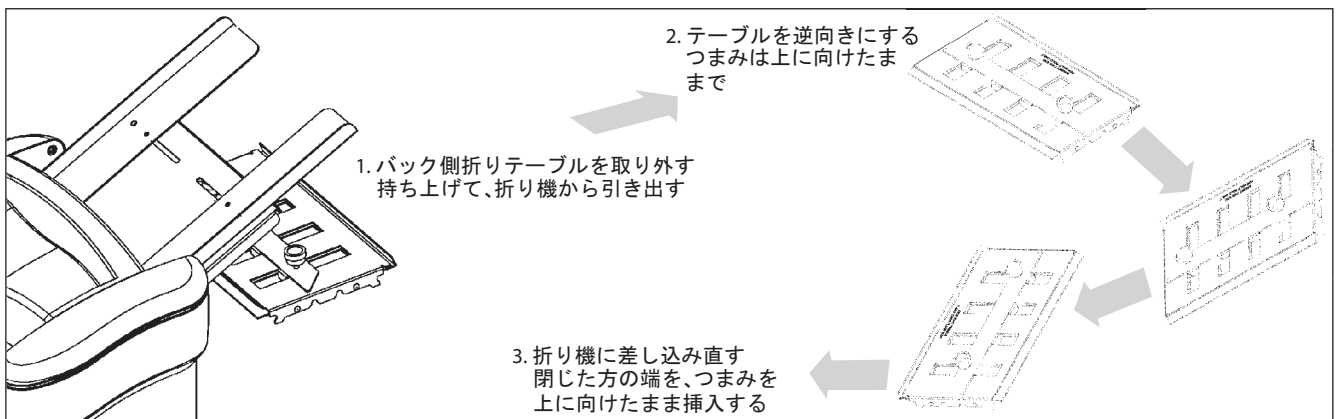 1. バック側折りテーブルを取り外す
持ち上げて、折り機から引き出す
2. テーブルを逆向きにする
つまみは上に向けたま
まで
3. 折り機に差し込み直す
閉じた方の端を、つまみを
上に向けたまま挿入する